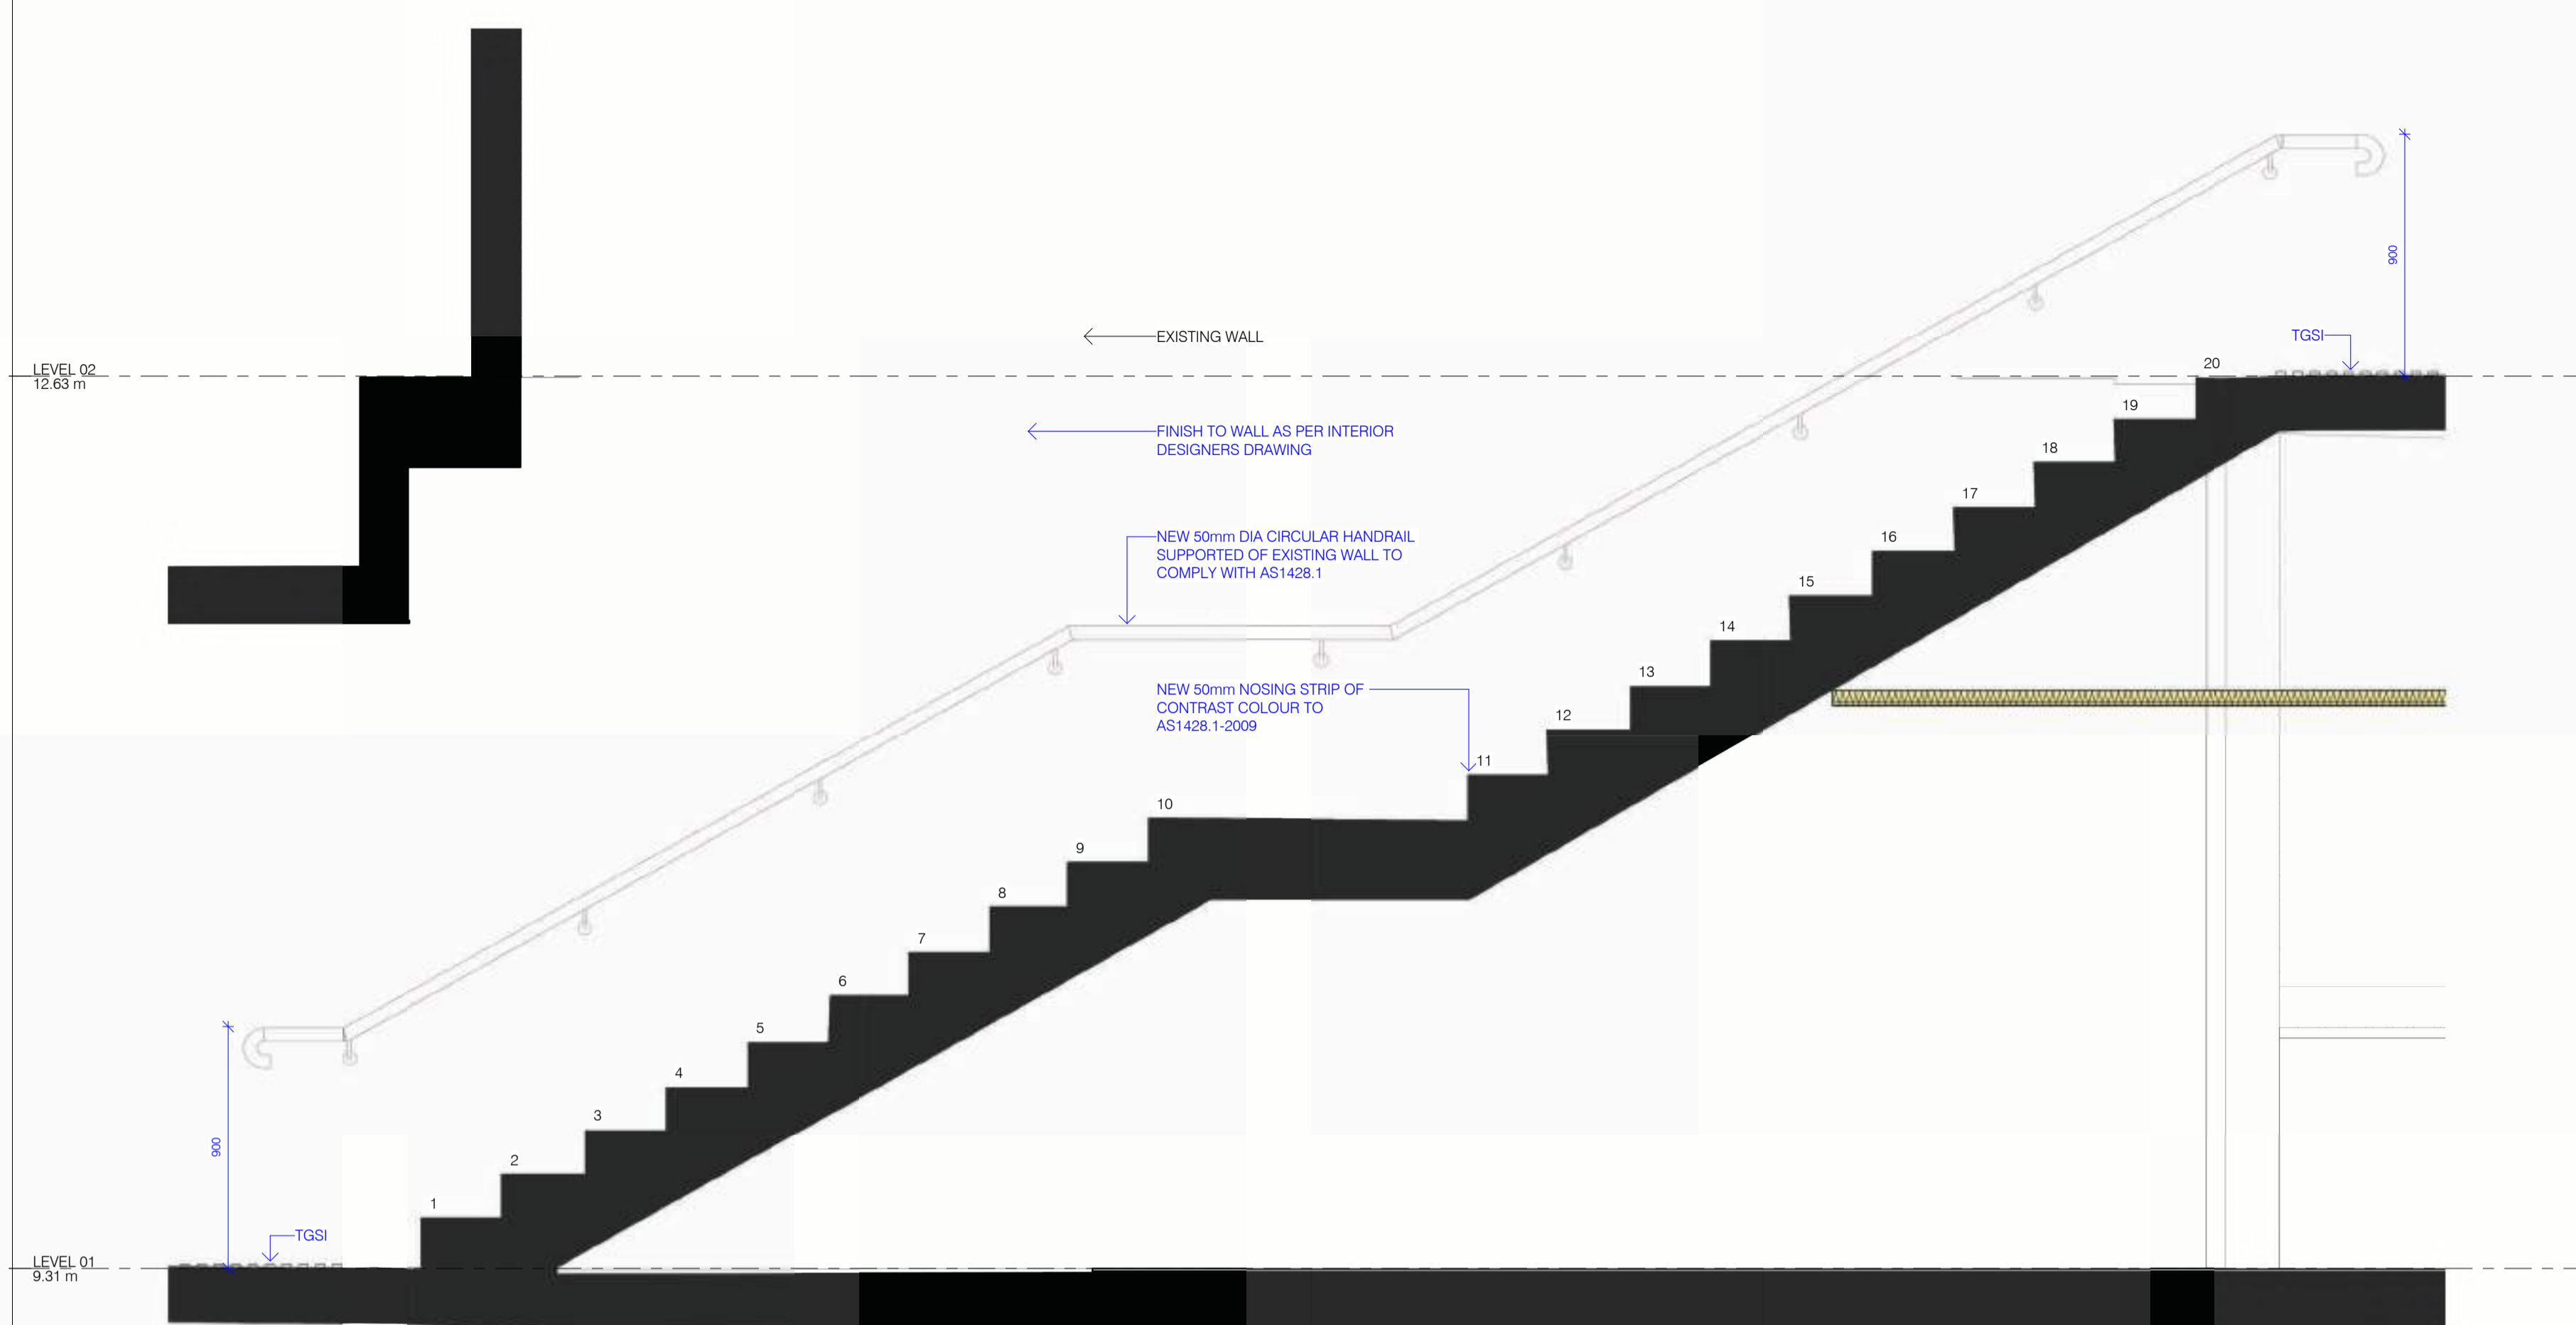 EXISTING WALL
LEVEL 02
12.63 m
FINISH TO WALL AS PER INTERIOR
DESIGNERS DRAWING
NEW 50mm DIA CIRCULAR HANDRAIL
SUPPORTED OF EXISTING WALL TO
COMPLY WITH AS1428.1
NEW 50mm NOSING STRIP OF
CONTRAST COLOUR TO
AS1428.1-2009
900
TGSI
20
19
18
17
16
15
14
13
12
11
10
9
8
7
6
5
4
3
2
1
900
TGSI
LEVEL 01
9.31 m